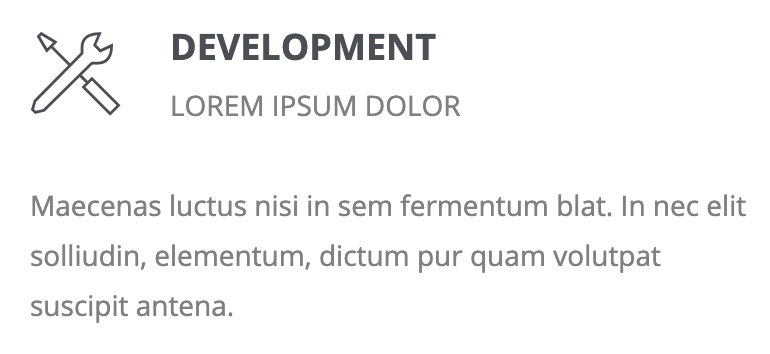 DEVELOPMENT
LOREM IPSUM DOLOR
Maecenas luctus nisi in sem fermentum blat. In nec elit
solliudin, elementum, dictum pur quam volutpat
suscipit antena.